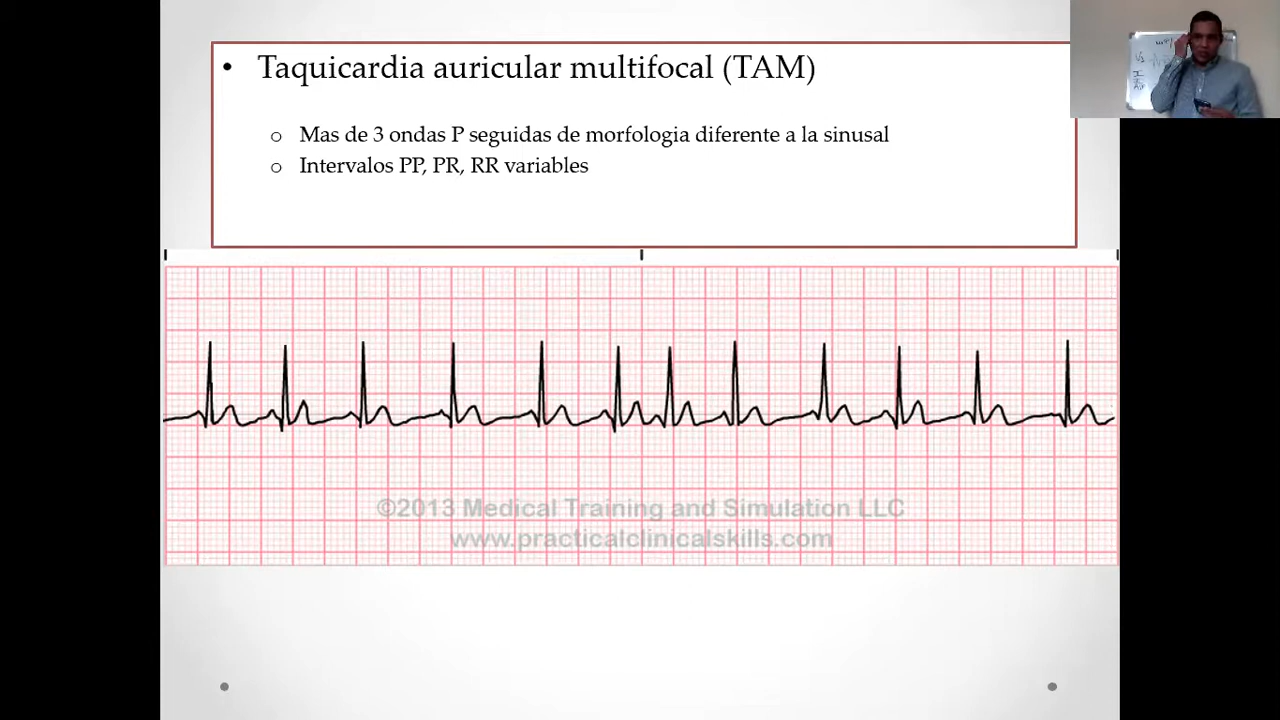 Taquicardia auricular multifocal (TAM)
Mas de 3 ondas P seguidas de morfologia diferente a la sinusal
Intervalos PP, PR, RR variables
©2013 Medical Training and Simulation LLC
www.practicalclinicalskills.com